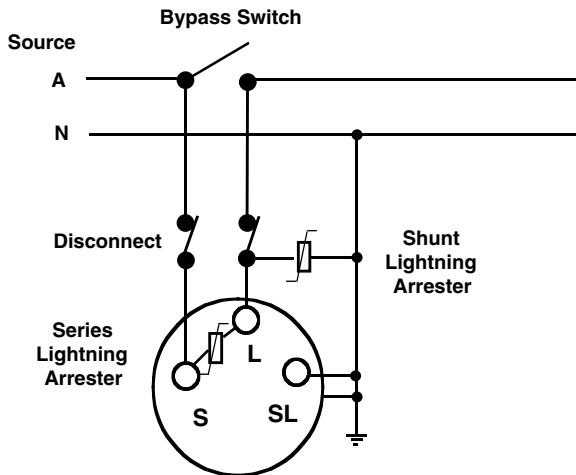 Bypass Switch
Source
A
N
Disconnect
Shunt
Lightning
Arrester
Series
Lightning
Arrester
L
S
SL